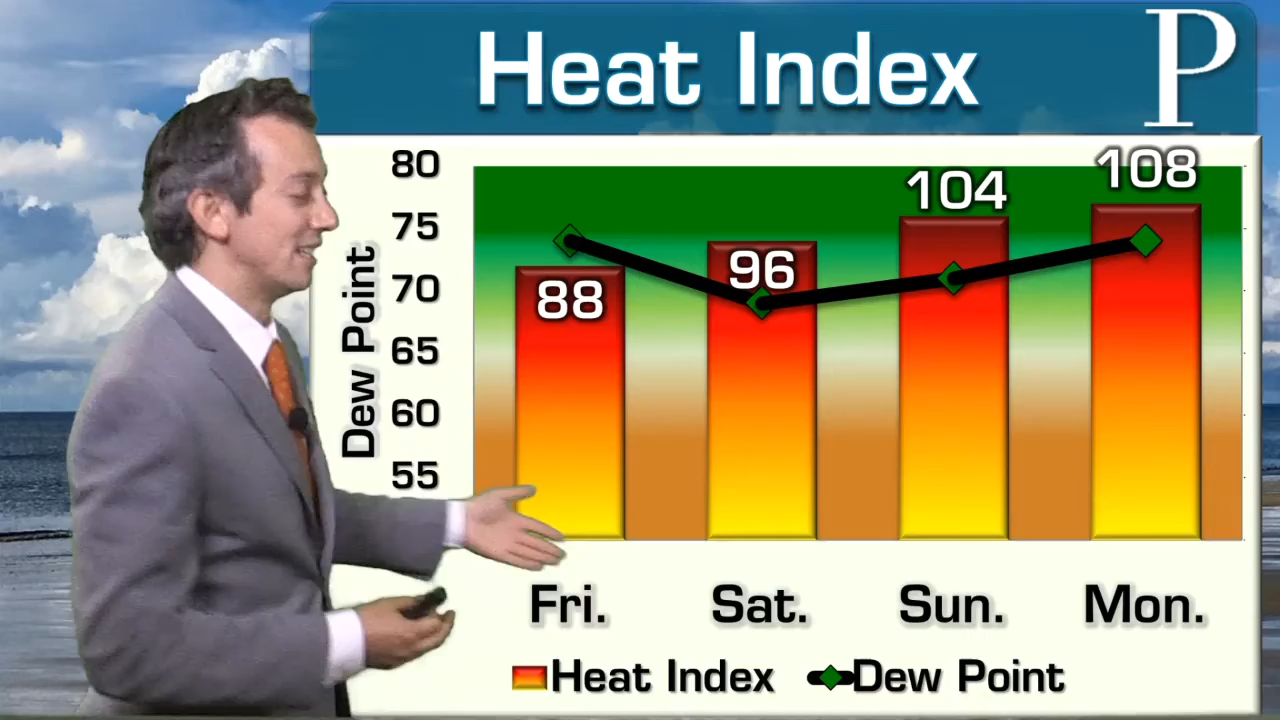 Heat Index
P
80
75
70
65
60
55
Dew Point
88
96
104
108
Fri. Sat. Sun. Mon.
Heat Index Dew Point